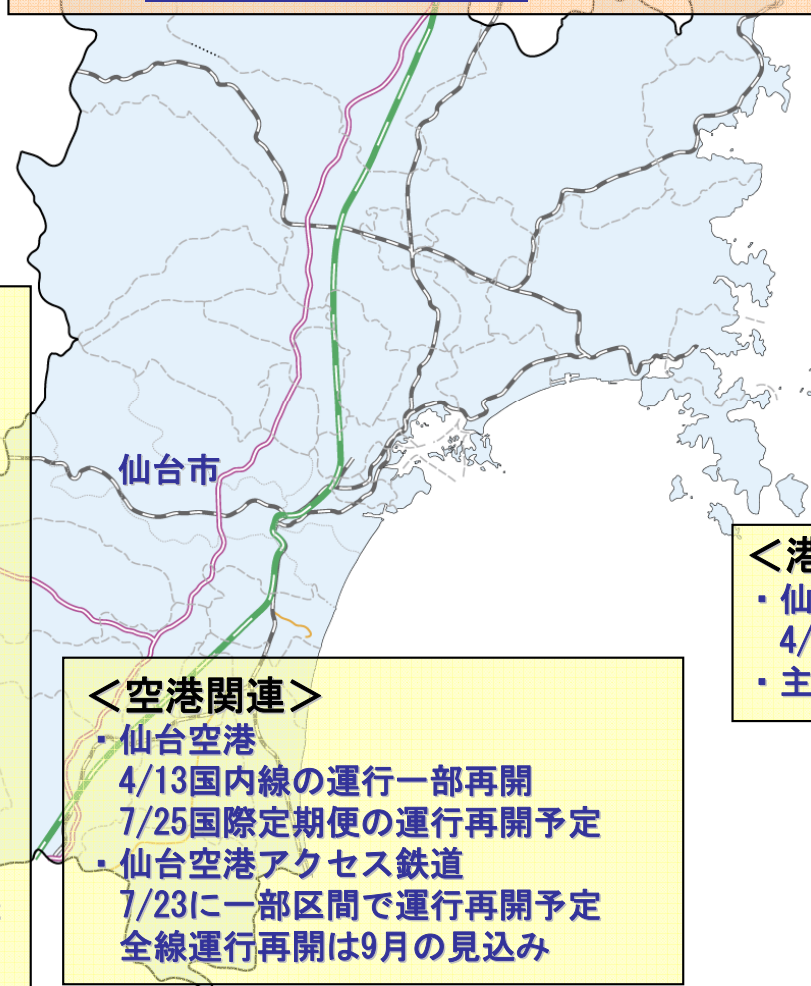 仙台市
＜空港関連＞
・仙台空港
4/13国内線の運行一部再開
7/25国際定期便の運行再開予定
・仙台空港アクセス鉄道
7/23に一部区間で運行再開予定
全線運行再開は9月の見込み
＜港
・仙
4/
・主